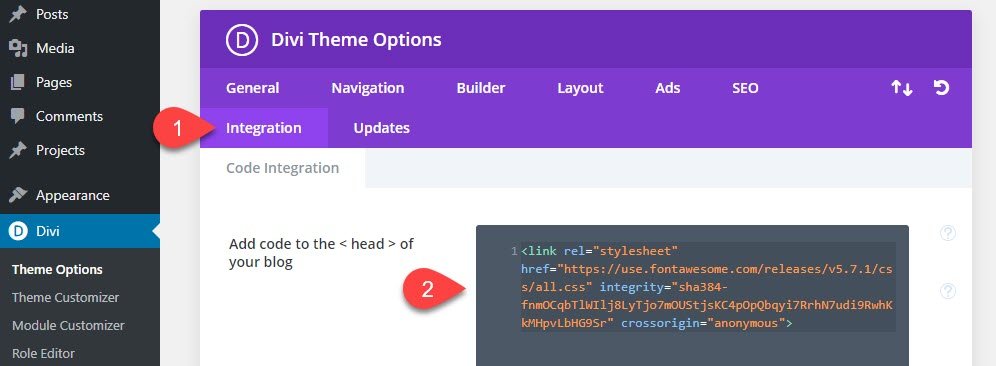 Posts
Media
Pages
Comments
Projects
Appearance
Divi
Theme Options
Theme Customizer
Module Customizer
Role Editor
D Divi Theme Options
General Navigation Builder Layout Ads SEO
1 Integration Updates
Code Integration
Add code to the < head > of
your blog
2
1 <link rel="stylesheet"
href="https://use.fontawesome.com/releases/v5.7.1/cs
s/all.css" integrity="sha384-
fnmOCqbTlWIlj8LyTjo7mOUStjsKC4pOpQbqyi7RrhN7udi9RwhK
kMHpvLbHG9Sr" crossorigin="anonymous">